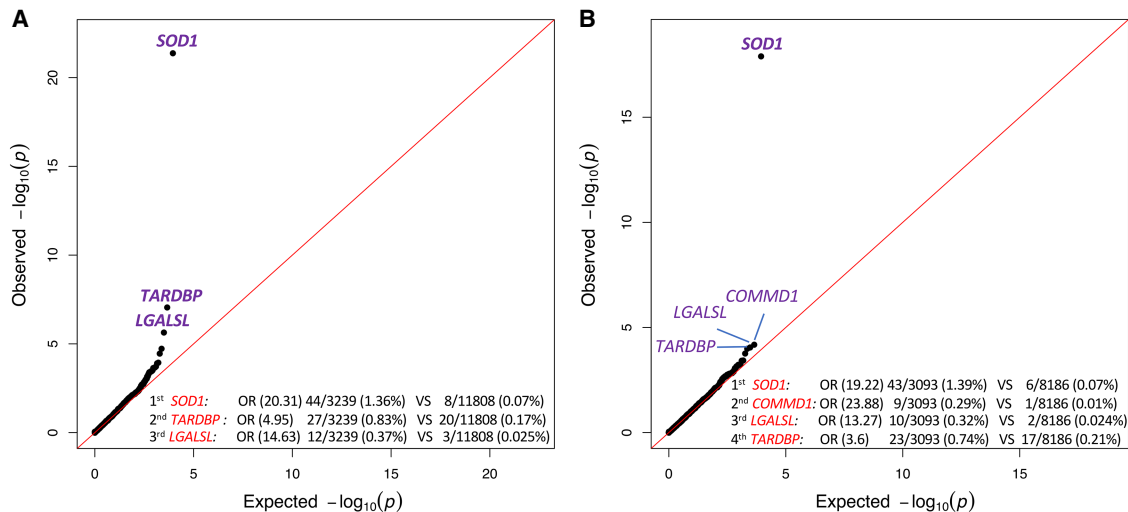 A
SOD1
TARDBP
LGALSL
Observed −log10(p)
20
15
10
5
0
1st SOD1: OR (20.31) 44/3239 (1.36%) VS 8/11808 (0.07%)
2nd TARDBP : OR (4.95) 27/3239 (0.83%) VS 20/11808 (0.17%)
3rd LGALSL: OR (14.63) 12/3239 (0.37%) VS 3/11808 (0.025%)
0 5 10 15 20
Expected −log10(p)
B
SOD1
COMMD1
LGALSL
TARDBP
Observed −log10(p)
15
10
5
0
1st SOD1: OR (19.22) 43/3093 (1.39%) VS 6/8186 (0.07%)
2nd COMMD1: OR (23.88) 9/3093 (0.29%) VS 1/8186 (0.01%)
3rd LGALSL: OR (13.27) 10/3093 (0.32%) VS 2/8186 (0.024%)
4th TARDBP: OR (3.6) 23/3093 (0.74%) VS 17/8186 (0.21%)
0 5 10 15
Expected −log10(p)